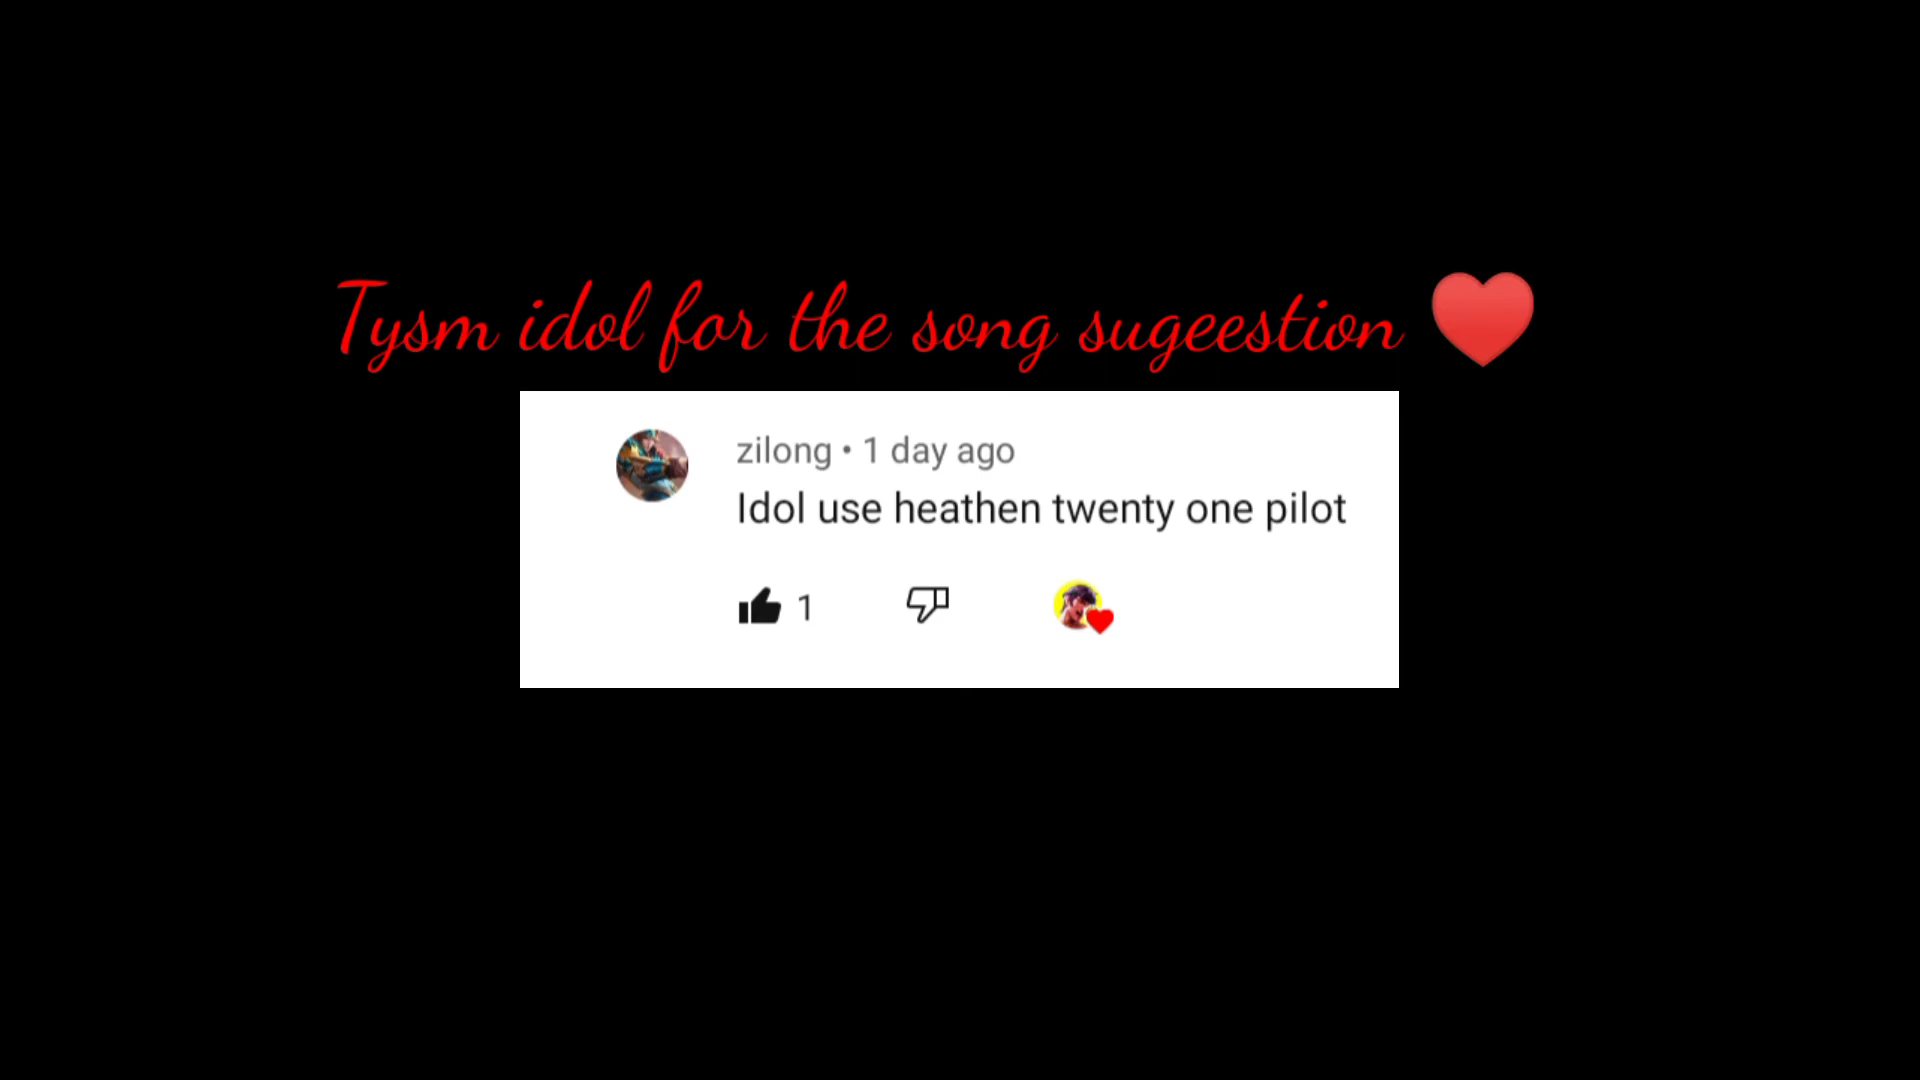 Tysm idol for the song sugeestion ♥️
zilong • 1 day ago
Idol use heathen twenty one pilot
1